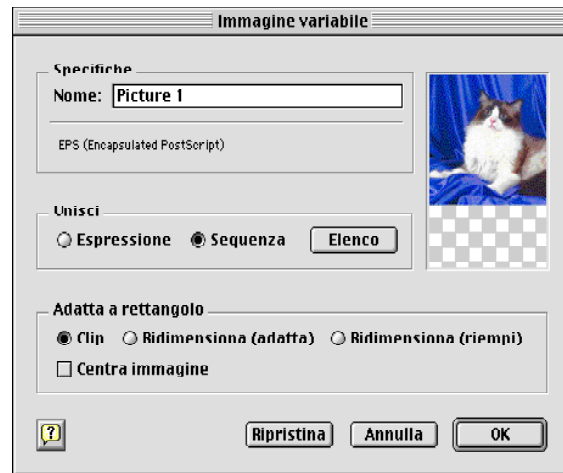 Immagine variabile
Specifiche
Nome: Picture 1
EPS (Encapsulated PostScript)
Unisci
Espressione Sequenza Elenco
Adatta a rettangolo
Clip Ridimensiona (adatta) Ridimensiona (riempi)
Centra immagine
? Ripristina Annulla OK